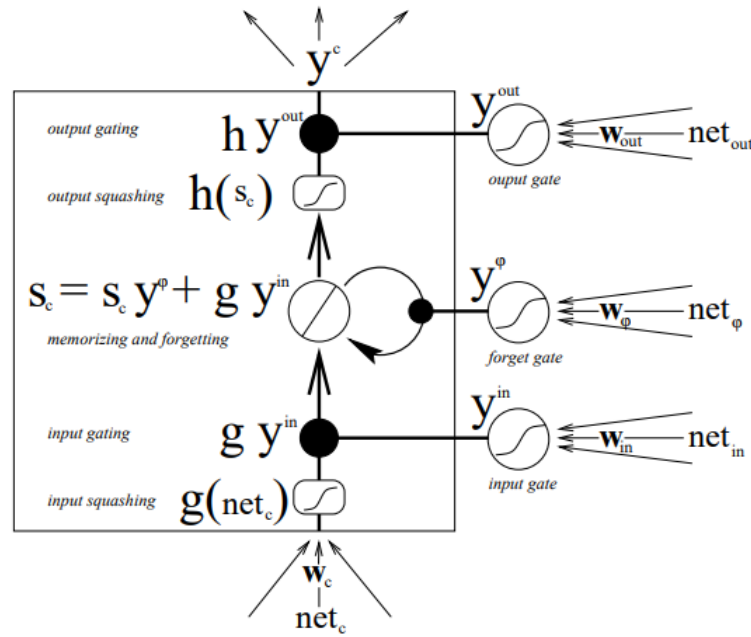 y^c
y^out
output gating
h y^out
w_out
net_out
ouput gate
output squashing
h(s_c)
y^φ
s_c = s_c y^φ + g y^in
w_φ
net_φ
memorizing and forgetting
forget gate
y^in
input gating
g y^in
w_in
net_in
input gate
input squashing
g(net_c)
w_c
net_c